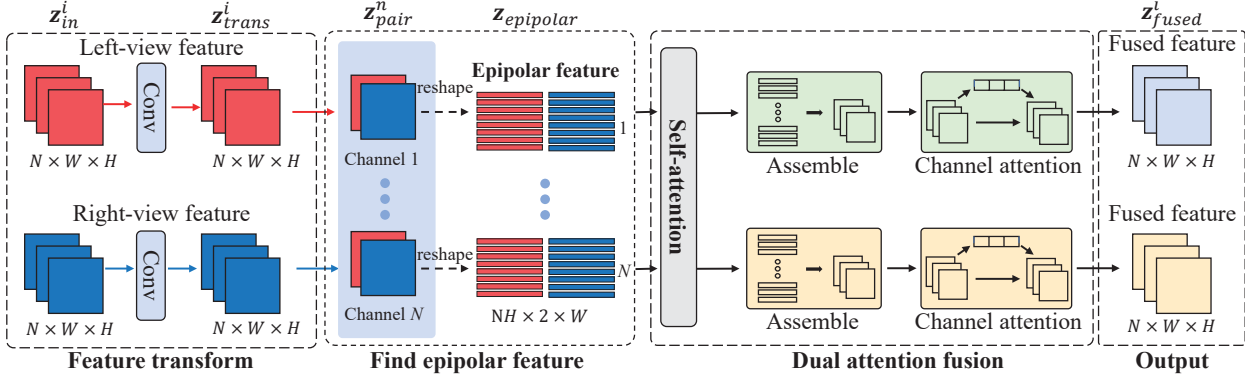 z^i_in
z^i_trans
z^n_pair
z_epipolar
z^i_fused
Left-view feature
Conv
N × W × H
N × W × H
Right-view feature
Conv
N × W × H
N × W × H
Feature transform
Channel 1
reshape
Epipolar feature
1
Channel N
reshape
N
NH × 2 × W
Find epipolar feature
Self-attention
Assemble
Channel attention
Assemble
Channel attention
Dual attention fusion
Fused feature
N × W × H
Fused feature
N × W × H
Output